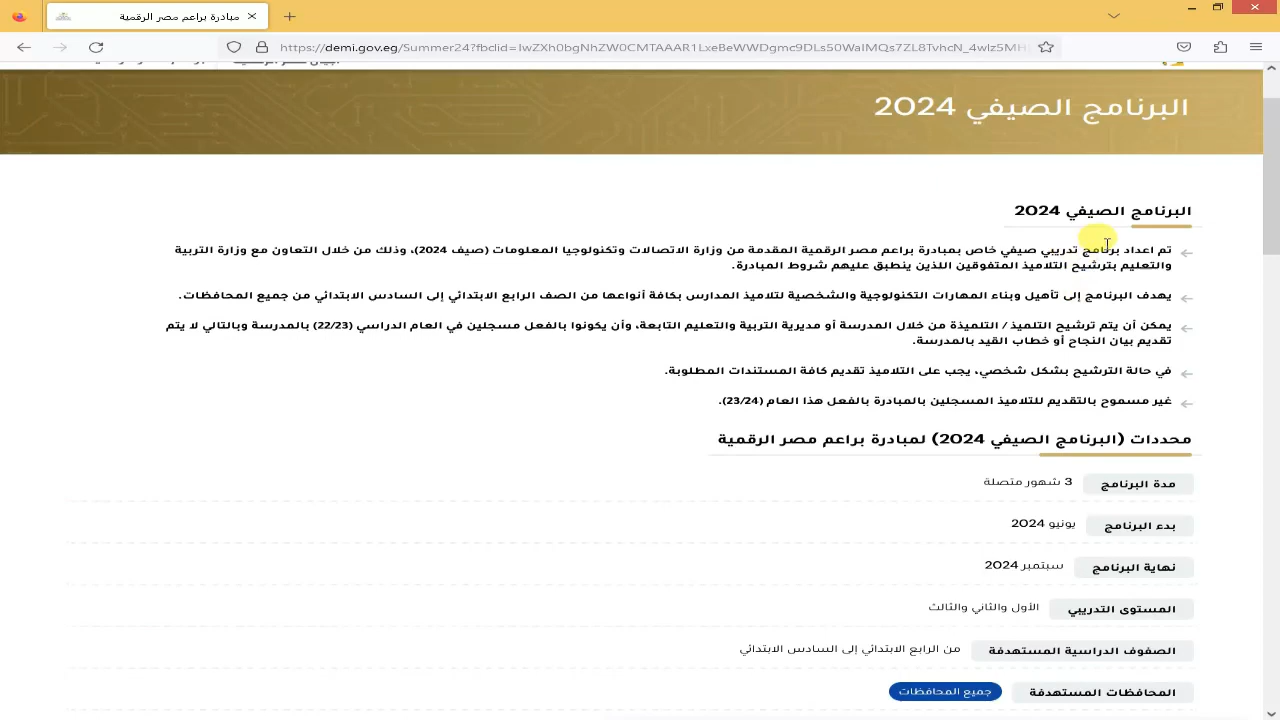 مبادرة براعم مصر الرقمية
https://demi.gov.eg/Summer24?fbclid=IwZXh0bgNhZW0CMTAAAR1LxeBeWWDgmc9DLs50WaIMQs7ZL8TvhcN_4wlz5MH
البرنامج الصيفي 2024
البرنامج الصيفي 2024
تم اعداد برنامج تدريبي صيفي خاص بمبادرة براعم مصر الرقمية المقدمة من وزارة الاتصالات وتكنولوجيا المعلومات (صيف 2024)، وذلك من خلال التعاون مع وزارة التربية
والتعليم بترشيح التلاميذ المتفوقين اللذين ينطبق عليهم شروط المبادرة.
يهدف البرنامج إلى تأهيل وبناء المهارات التكنولوجية والشخصية لتلاميذ المدارس بكافة أنواعها من الصف الرابع الابتدائي إلى السادس الابتدائي من جميع المحافظات.
يمكن أن يتم ترشيح التلميذ / التلميذة من خلال المدرسة أو مديرية التربية والتعليم التابعة، وأن يكونوا بالفعل مسجلين في العام الدراسي (22/23) بالمدرسة وبالتالي لا يتم
تقديم بيان النجاح أو خطاب القيد بالمدرسة.
في حالة الترشيح بشكل شخصي، يجب على التلاميذ تقديم كافة المستندات المطلوبة.
غير مسموح بالتقديم للتلاميذ المسجلين بالمبادرة بالفعل هذا العام (23/24).
محددات (البرنامج الصيفي 2024) لمبادرة براعم مصر الرقمية
مدة البرنامج 3 شهور متصلة
بدء البرنامج يونيو 2024
نهاية البرنامج سبتمبر 2024
المستوى التدريبي الأول والثاني والثالث
الصفوف الدراسية المستهدفة من الرابع الابتدائي إلى السادس الابتدائي
المحافظات المستهدفة جميع المحافظات